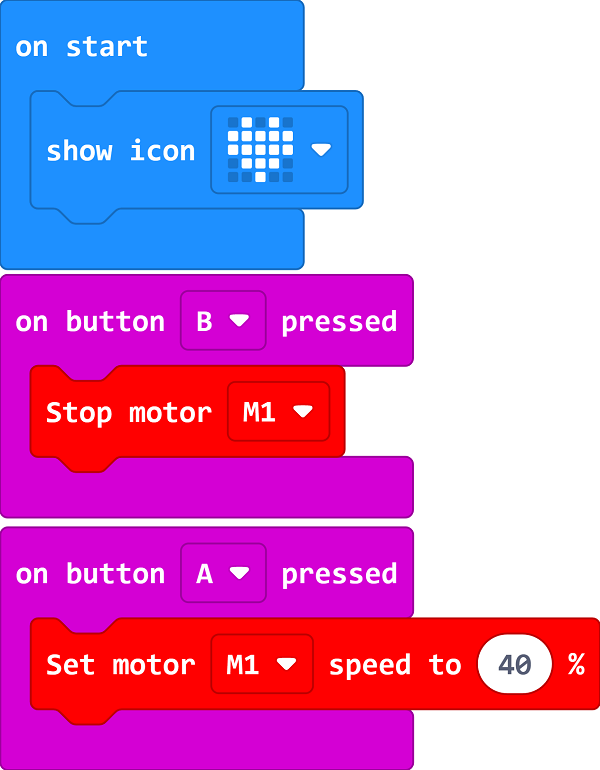 on start
show icon
on button B pressed
Stop motor M1
on button A pressed
Set motor M1 speed to 40 %